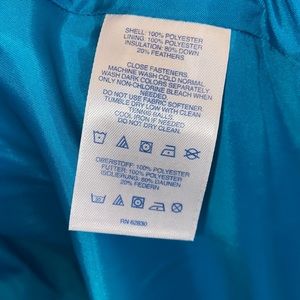 SHELL: 100% POLYESTER
LINING: 100% POLYESTER
INSULATION: 80% DOWN
20% FEATHERS
CLOSE FASTENERS.
MACHINE WASH COLD NORMAL.
WASH DARK COLORS SEPARATELY
ONLY NON-CHLORINE BLEACH WHEN
NEEDED.
DO NOT USE FABRIC SOFTENER.
TUMBLE DRY LOW WITH CLEAN
TENNIS BALLS.
COOL IRON IF NEEDED
DO NOT DRY CLEAN.
OBERSTOFF: 100% POLYESTER
FUTTER: 100% POLYESTER
ISOLIERUNG: 80% DAUNEN
20% FEDERN
RN 62830